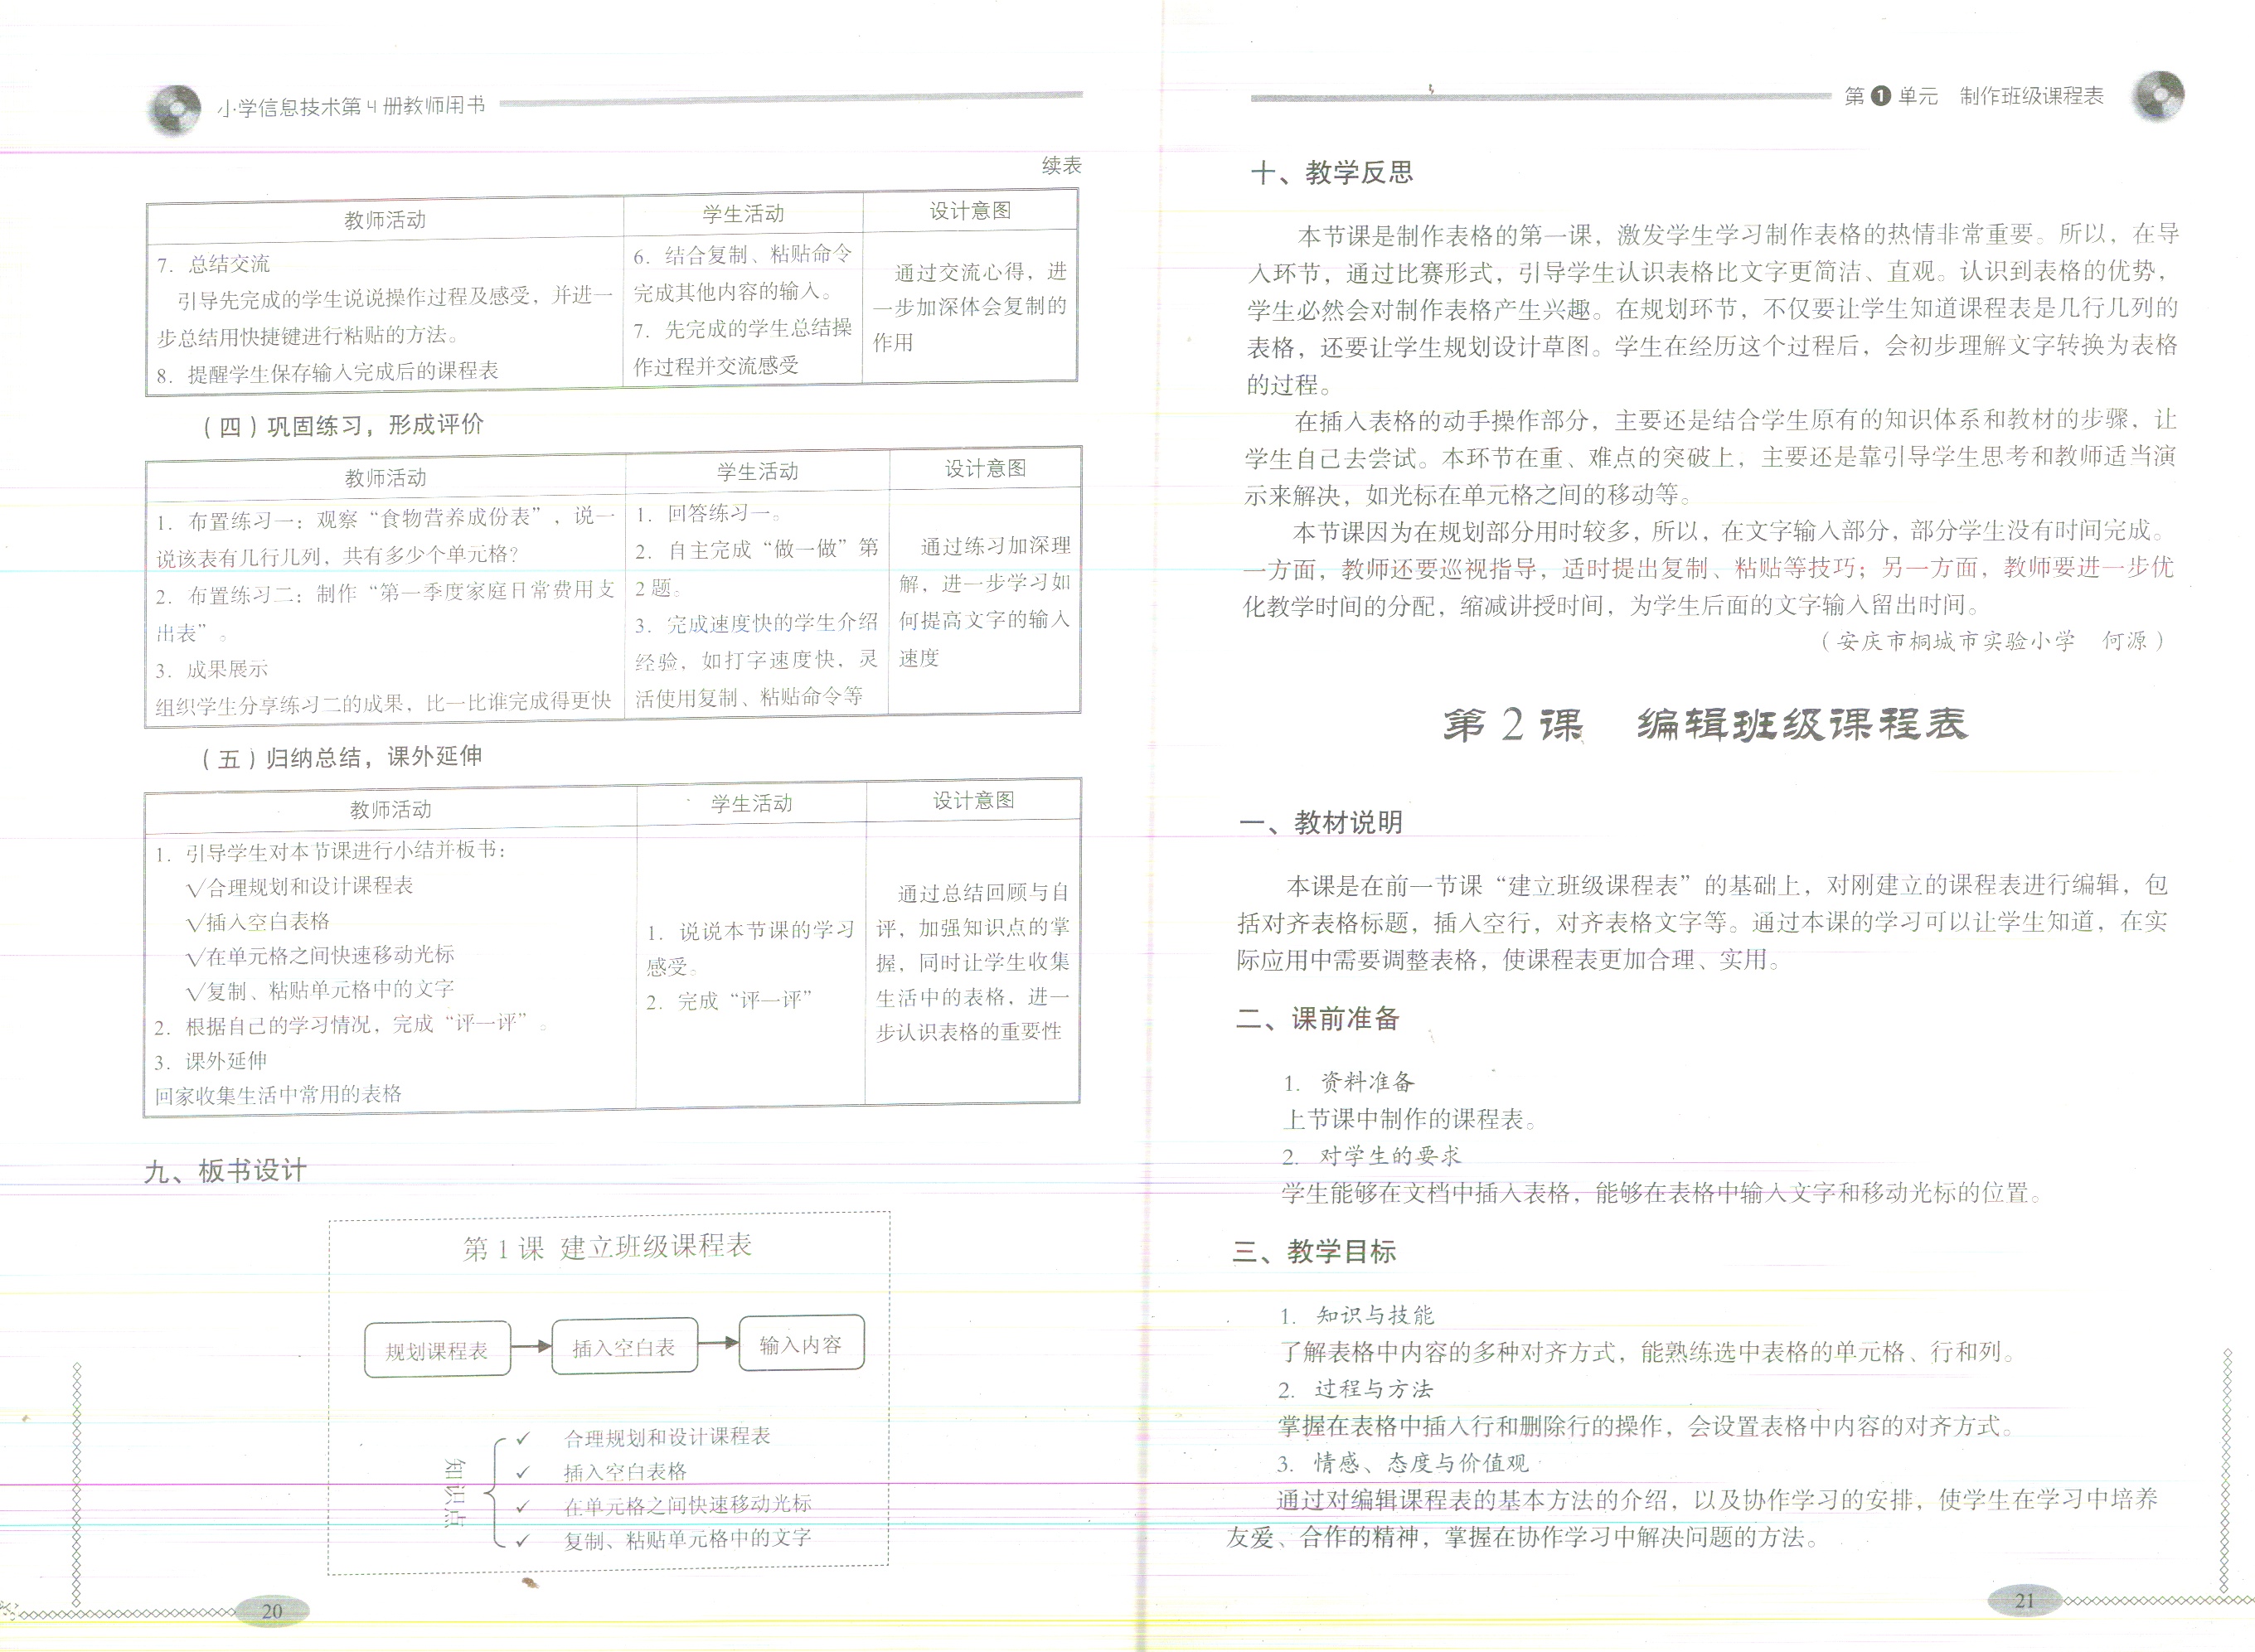 小学信息技术第4册教师用书
续表
教师活动
学生活动
设计意图
7. 总结交流
引导先完成的学生说说操作过程及感受，并进一
步总结用快捷键进行粘贴的方法。
8. 提醒学生保存输入完成后的课程表
6. 结合复制、粘贴命令
完成其他内容的输入。
7. 先完成的学生总结操
作过程并交流感受
通过交流心得，进
一步加深体会复制的
作用
（四）巩固练习，形成评价
教师活动
学生活动
设计意图
1. 布置练习一：观察“食物营养成份表”，说一
说该表有几行几列，共有多少个单元格？
2. 布置练习二：制作“第一季度家庭日常费用支
出表”。
3. 成果展示
组织学生分享练习二的成果，比一比谁完成得更快
1. 回答练习一。
2. 自主完成“做一做”第
2题。
3. 完成速度快的学生介绍
经验，如打字速度快，灵
活使用复制、粘贴命令等
通过练习加深理
解，进一步学习如
何提高文字的输入
速度
（五）归纳总结，课外延伸
教师活动
学生活动
设计意图
1. 引导学生对本节课进行小结并板书：
√合理规划和设计课程表
√插入空白表格
√在单元格之间快速移动光标
√复制、粘贴单元格中的文字
2. 根据自己的学习情况，完成“评一评”。
3. 课外延伸
回家收集生活中常用的表格
1. 说说本节课的学习
感受。
2. 完成“评一评”
通过总结回顾与自
评，加强知识点的掌
握，同时让学生收集
生活中的表格，进一
步认识表格的重要性
九、板书设计
第1课 建立班级课程表
规划课程表
插入空白表
输入内容
知识点
✓ 合理规划和设计课程表
✓ 插入空白表格
✓ 在单元格之间快速移动光标
✓ 复制、粘贴单元格中的文字
20
第1单元 制作班级课程表
十、教学反思
本节课是制作表格的第一课，激发学生学习制作表格的热情非常重要。所以，在导
入环节，通过比赛形式，引导学生认识表格比文字更简洁、直观。认识到表格的优势，
学生必然会对制作表格产生兴趣。在规划环节，不仅要让学生知道课程表是几行几列的
表格，还要让学生规划设计草图。学生在经历这个过程后，会初步理解文字转换为表格
的过程。
在插入表格的动手操作部分，主要还是结合学生原有的知识体系和教材的步骤，让
学生自己去尝试。本环节在重、难点的突破上，主要还是靠引导学生思考和教师适当演
示来解决，如光标在单元格之间的移动等。
本节课因为在规划部分用时较多，所以，在文字输入部分，部分学生没有时间完成。
一方面，教师还要巡视指导，适时提出复制、粘贴等技巧；另一方面，教师要进一步优
化教学时间的分配，缩减讲授时间，为学生后面的文字输入留出时间。
（安庆市桐城市实验小学 何源）
第2课 编辑班级课程表
一、教材说明
本课是在前一节课“建立班级课程表”的基础上，对刚建立的课程表进行编辑，包
括对齐表格标题，插入空行，对齐表格文字等。通过本课的学习可以让学生知道，在实
际应用中需要调整表格，使课程表更加合理、实用。
二、课前准备
1. 资料准备
上节课中制作的课程表。
2. 对学生的要求
学生能够在文档中插入表格，能够在表格中输入文字和移动光标的位置。
三、教学目标
1. 知识与技能
了解表格中内容的多种对齐方式，能熟练选中表格的单元格、行和列。
2. 过程与方法
掌握在表格中插入行和删除行的操作，会设置表格中内容的对齐方式。
3. 情感、态度与价值观
通过对编辑课程表的基本方法的介绍，以及协作学习的安排，使学生在学习中培养
友爱、合作的精神，掌握在协作学习中解决问题的方法。
21